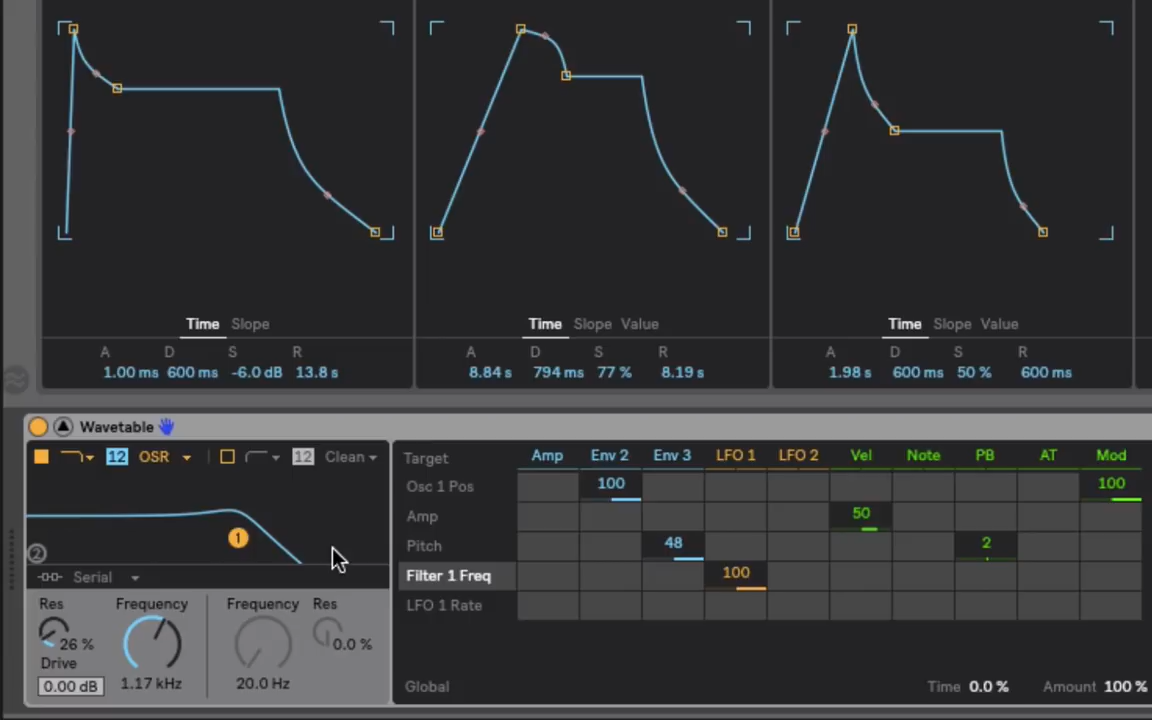 Time Slope
A D S R
1.00 ms 600 ms -6.0 dB 13.8 s
Time Slope Value
A D S R
8.84 s 794 ms 77 % 8.19 s
Time Slope Value
A D S R
1.98 s 600 ms 50 % 600 ms
Wavetable
12 OSR 12 Clean
1
2
Serial
Res Frequency Frequency Res
26 % 0.0 %
Drive
0.00 dB 1.17 kHz 20.0 Hz
Target Amp Env 2 Env 3 LFO 1 LFO 2 Vel Note PB AT Mod
Osc 1 Pos 100 100
Amp 50
Pitch 48 2
Filter 1 Freq 100
LFO 1 Rate
Global Time 0.0 % Amount 100 %